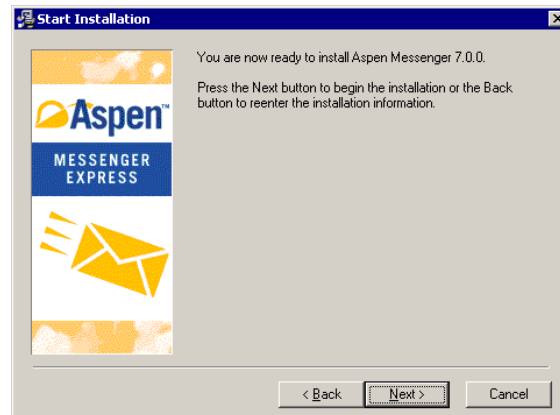 Start Installation
Aspen™
MESSENGER
EXPRESS
You are now ready to install Aspen Messenger 7.0.0.
Press the Next button to begin the installation or the Back
button to reenter the installation information.
< Back
Next >
Cancel